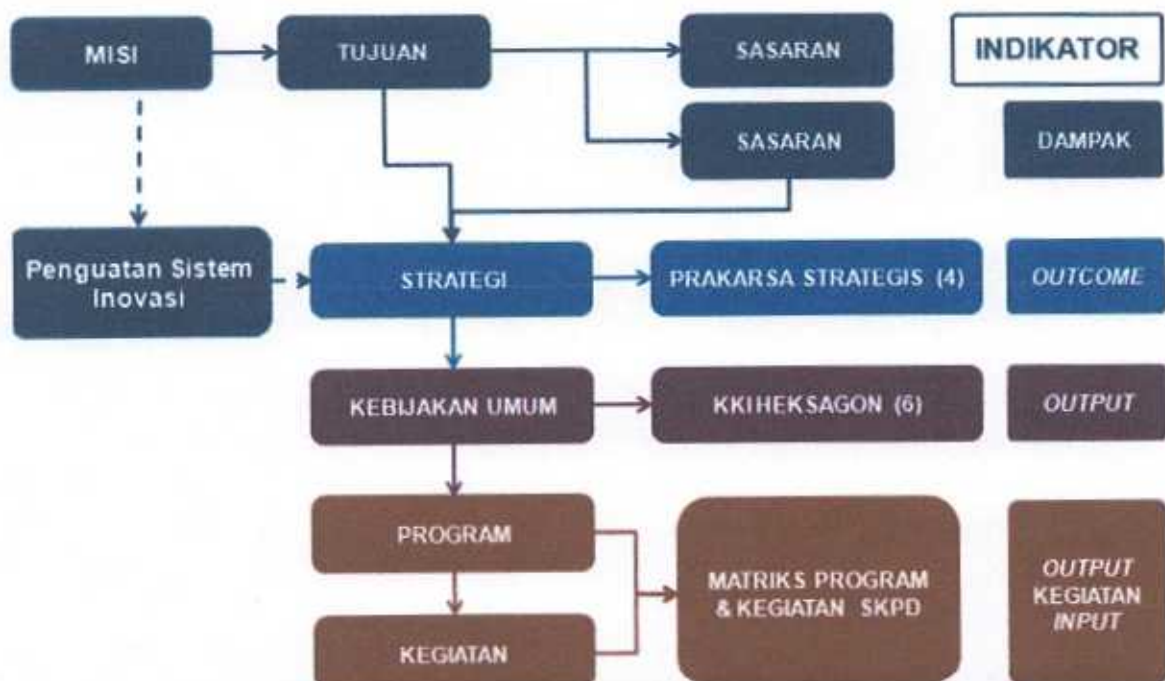 MISI
TUJUAN
SASARAN
INDIKATOR
SASARAN
DAMPAK
Penguatan Sistem
Inovasi
STRATEGI
PRAKARSA STRATEGIS (4)
OUTCOME
KEBIJAKAN UMUM
KKI HEKSAGON (6)
OUTPUT
PROGRAM
MATRIKS PROGRAM
& KEGIATAN SKPD
OUTPUT
KEGIATAN
INPUT
KEGIATAN